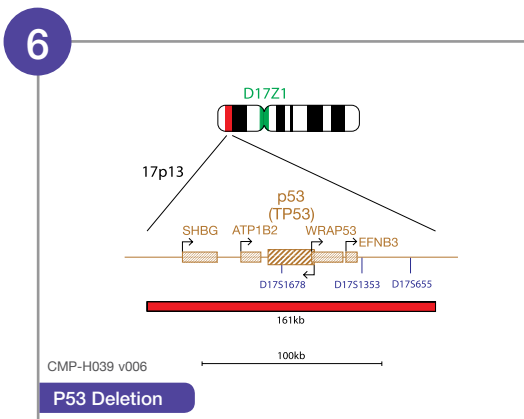 6
D17Z1
17p13
p53
(TP53)
SHBG ATP1B2 WRAP53
EFNB3
D17S1678 D17S1353 D17S655
161kb
100kb
CMP-H039 v006
P53 Deletion